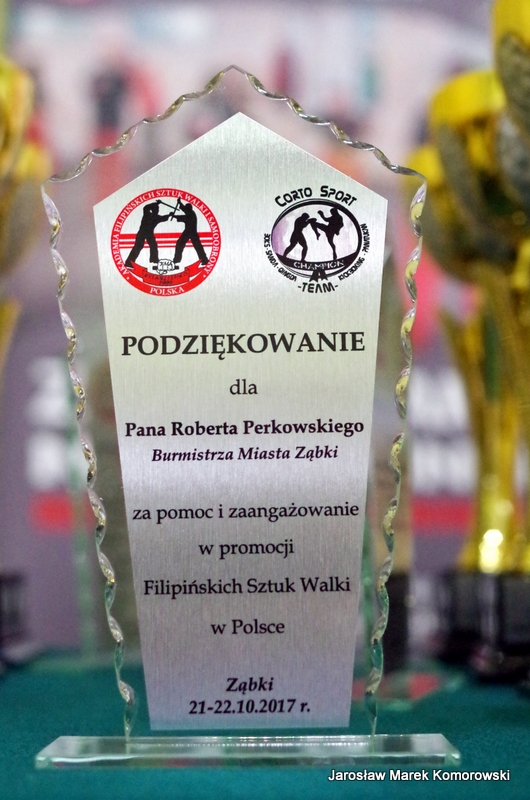 AKADEMIA FILIPIŃSKICH SZTUK WALKI I SAMOOBRONY
POLSKA
CORTO SPORT
CHAMPION
-TEAM-
PODZIĘKOWANIE
dla
Pana Roberta Perkowskiego
Burmistrza Miasta Ząbki
za pomoc i zaangażowanie
w promocji
Filipińskich Sztuk Walki
w Polsce
Ząbki
21-22.10.2017 r.
Jarosław Marek Komorowski